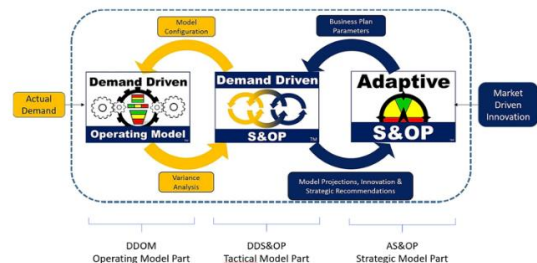 Model
Configuration
Business Plan
Parameters
Demand Driven
Operating Model
Demand Driven
S&OP
TM
Adaptive
S&OP
Actual
Demand
Market
Driven
Innovation
Variance
Analysis
Model Projections, Innovation &
Strategic Recommendations
DDOM
Operating Model Part
DDS&OP
Tactical Model Part
AS&OP
Strategic Model Part